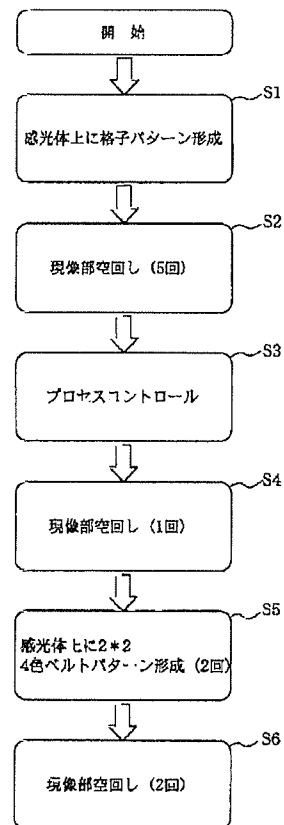 開 始
S1
感光体上に格子パターン形成
S2
現像部空回し (5回)
S3
プロセスコントロール
S4
現像部空回し (1回)
S5
感光体上に2*2
4色ベルトパターン形成 (2回)
S6
現像部空回し (2回)